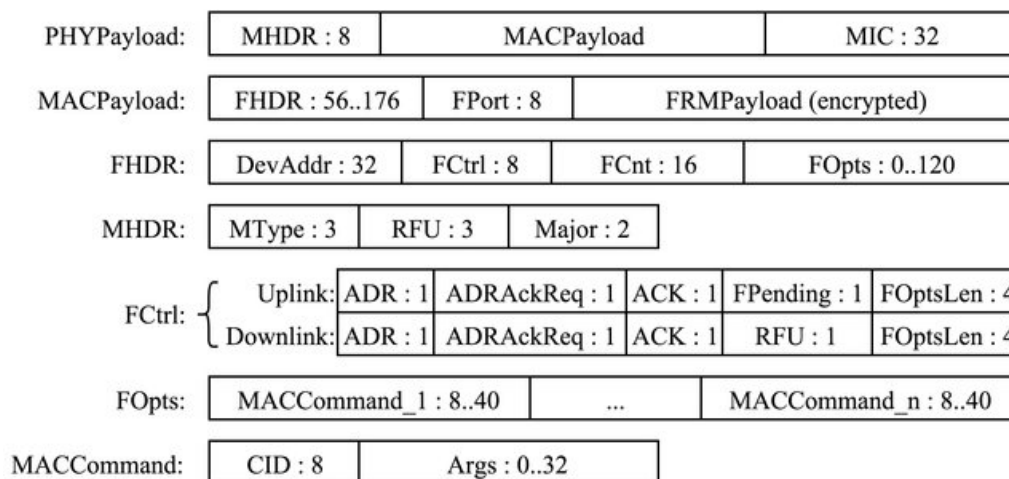 PHYPayload: MHDR : 8 MACPayload MIC : 32
MACPayload: FHDR : 56..176 FPort : 8 FRMPayload (encrypted)
FHDR: DevAddr : 32 FCtrl : 8 FCnt : 16 FOpts : 0..120
MHDR: MType : 3 RFU : 3 Major : 2
FCtrl:
Uplink: ADR : 1 ADRAckReq : 1 ACK : 1 FPending : 1 FOptsLen : 4
Downlink: ADR : 1 ADRAckReq : 1 ACK : 1 RFU : 1 FOptsLen : 4
FOpts: MACCommand_1 : 8..40 ... MACCommand_n : 8..40
MACCommand: CID : 8 Args : 0..32